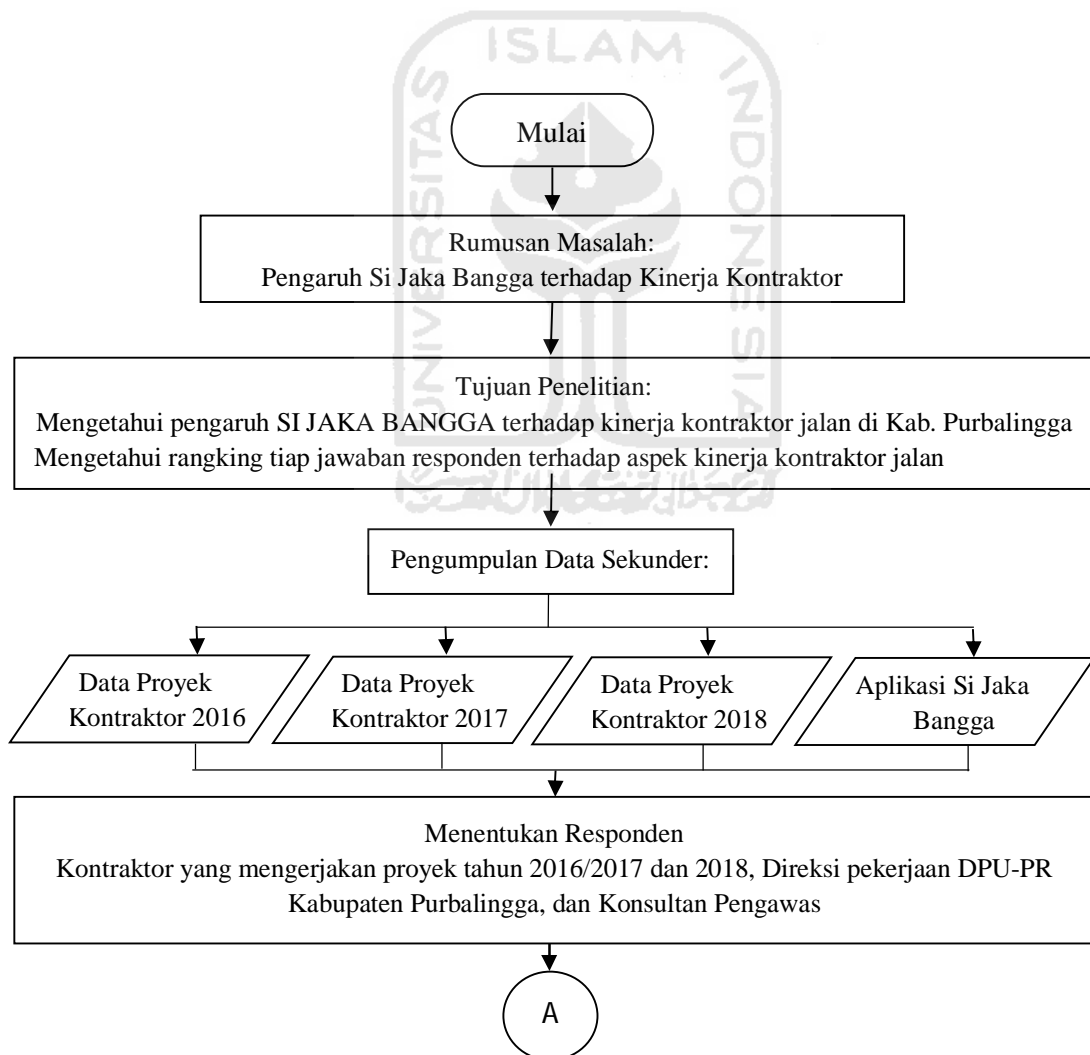 UNIVERSITAS
ISLAM
INDONESIA
Mulai
Rumusan Masalah:
Pengaruh Si Jaka Bangga terhadap Kinerja Kontraktor
Tujuan Penelitian:
Mengetahui pengaruh SI JAKA BANGGA terhadap kinerja kontraktor jalan di Kab. Purbalingga
Mengetahui rangking tiap jawaban responden terhadap aspek kinerja kontraktor jalan
Pengumpulan Data Sekunder:
Data Proyek
Kontraktor 2016
Data Proyek
Kontraktor 2017
Data Proyek
Kontraktor 2018
Aplikasi Si Jaka
Bangga
Menentukan Responden
Kontraktor yang mengerjakan proyek tahun 2016/2017 dan 2018, Direksi pekerjaan DPU-PR
Kabupaten Purbalingga, dan Konsultan Pengawas
A